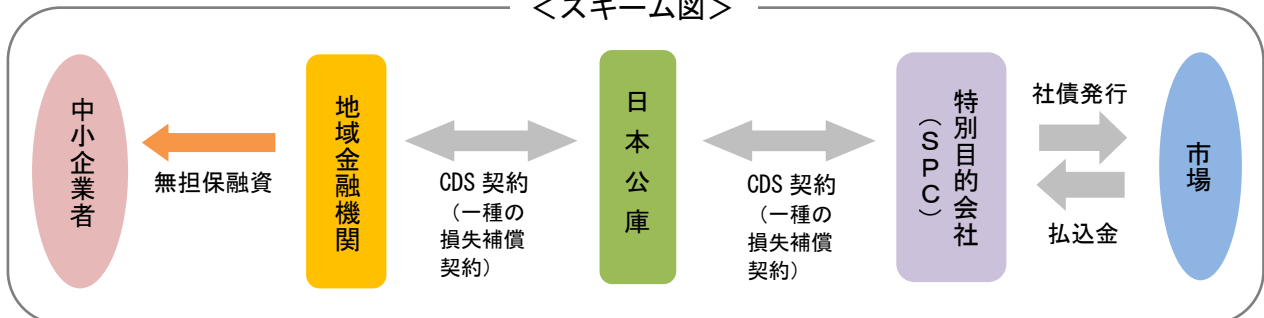 ＜スキーム図＞
中小企業者
無担保融資
地域金融機関
CDS 契約
（一種の
損失補償
契約）
日本公庫
CDS 契約
（一種の
損失補償
契約）
特別目的会社
（SPC）
社債発行
払込金
市場